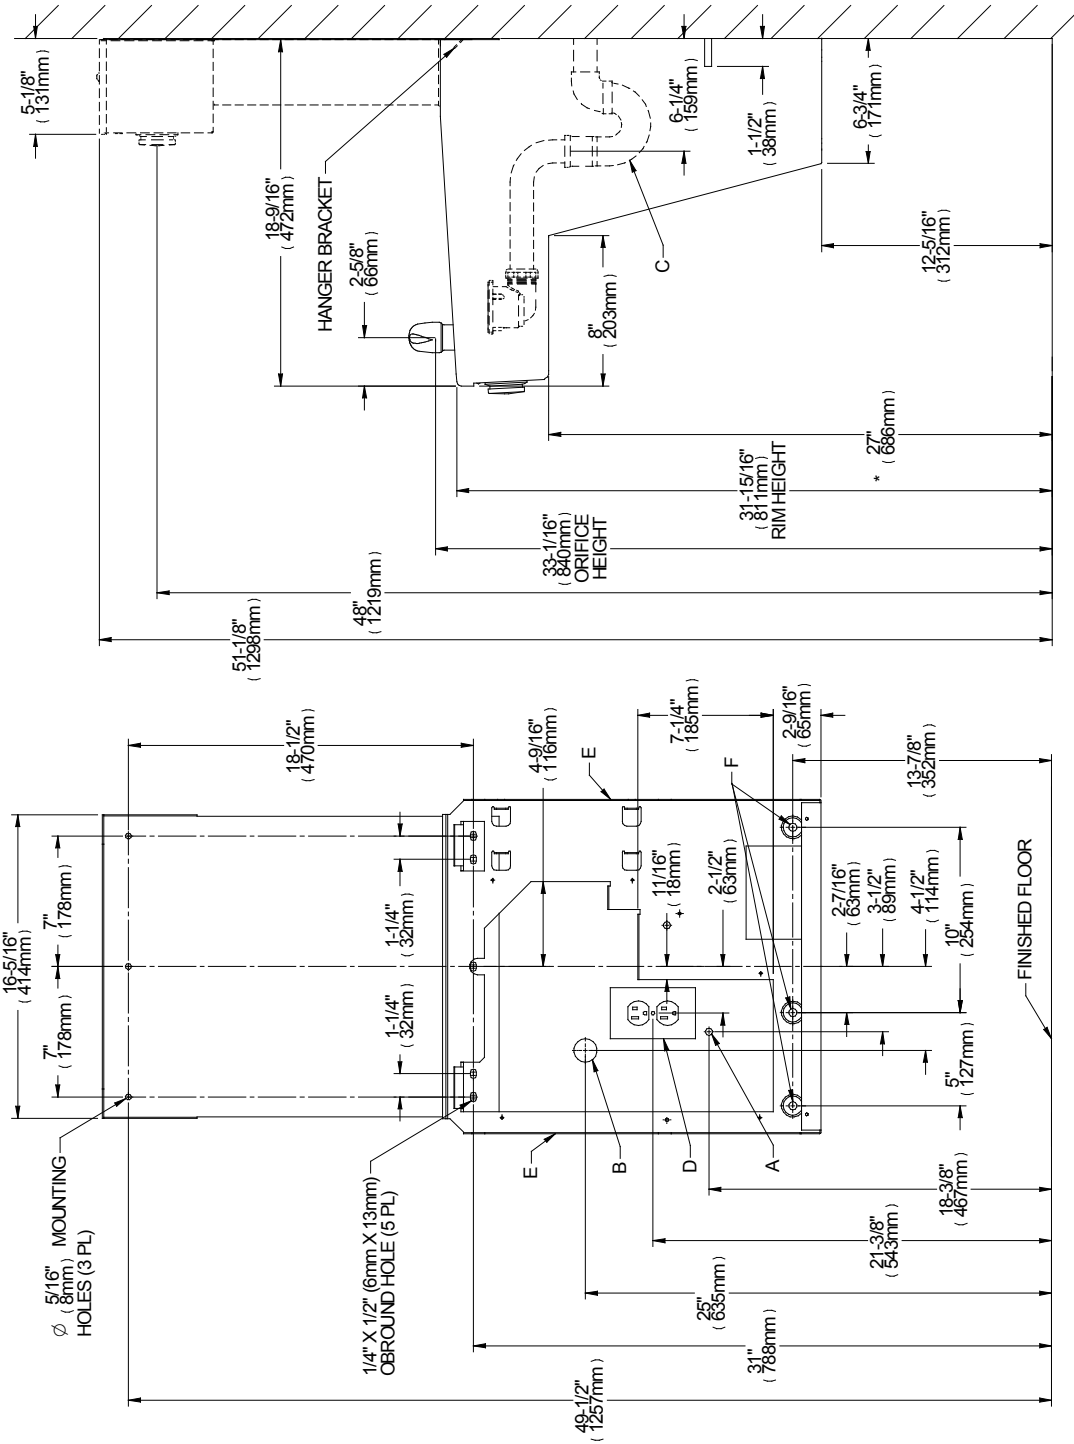 5-1/8"
( 131mm )
18-9/16"
( 472mm )
HANGER BRACKET
2-5/8"
( 66mm )
6-1/4"
( 159mm )
1-1/2"
( 38mm )
6-3/4"
( 171mm )
C
8"
( 203mm )
12-5/16"
( 312mm )
* 27"
( 686mm )
31-15/16"
( 811mm )
RIM HEIGHT
33-1/16"
( 840mm )
ORIFICE
HEIGHT
48"
( 1219mm )
51-1/8"
( 1298mm )
16-5/16"
( 414mm )
7"
( 178mm )
7"
( 178mm )
18-1/2"
( 470mm )
Ø 5/16" MOUNTING
( 8mm )
HOLES (3 PL)
1-1/4"
( 32mm )
1-1/4"
( 32mm )
4-9/16"
( 116mm )
1/4" X 1/2" (6mm X 13mm)
OBROUND HOLE (5 PL)
E
E
B
D
A
F
11/16"
( 18mm )
2-1/2"
( 63mm )
7-1/4"
( 185mm )
2-9/16"
( 65mm )
2-7/16"
( 63mm )
3-1/2"
( 89mm )
4-1/2"
( 114mm )
13-7/8"
( 352mm )
10"
( 254mm )
5"
( 127mm )
18-3/8"
( 467mm )
21-3/8"
( 543mm )
25"
( 635mm )
31"
( 788mm )
49-1/2"
( 1257mm )
FINISHED FLOOR